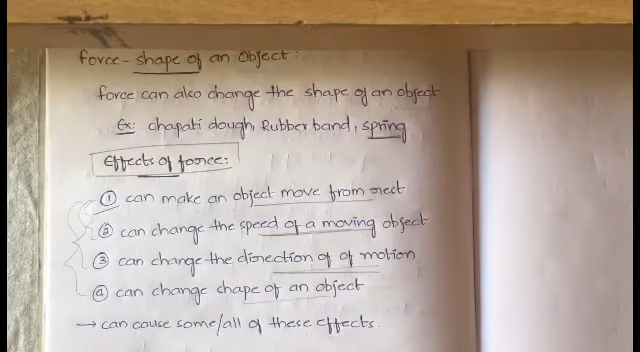 force - shape of an object:
force can also change the shape of an object
Ex: chapati dough, Rubber band, spring
Effects of force:
① can make an object move from rest
② can change the speed of a moving object
③ can change the direction of of motion
④ can change shape of an object
→ can cause some/all of these effects.